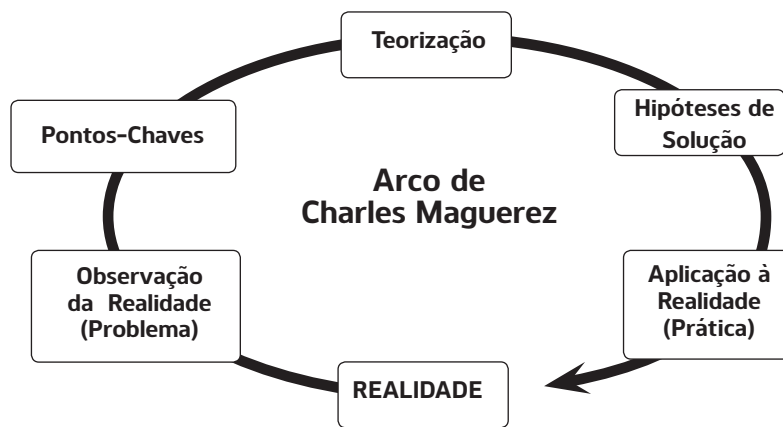 Teorização
Pontos-Chaves
Hipóteses de
Solução
Arco de
Charles Maguerez
Observação
da Realidade
(Problema)
Aplicação à
Realidade
(Prática)
REALIDADE